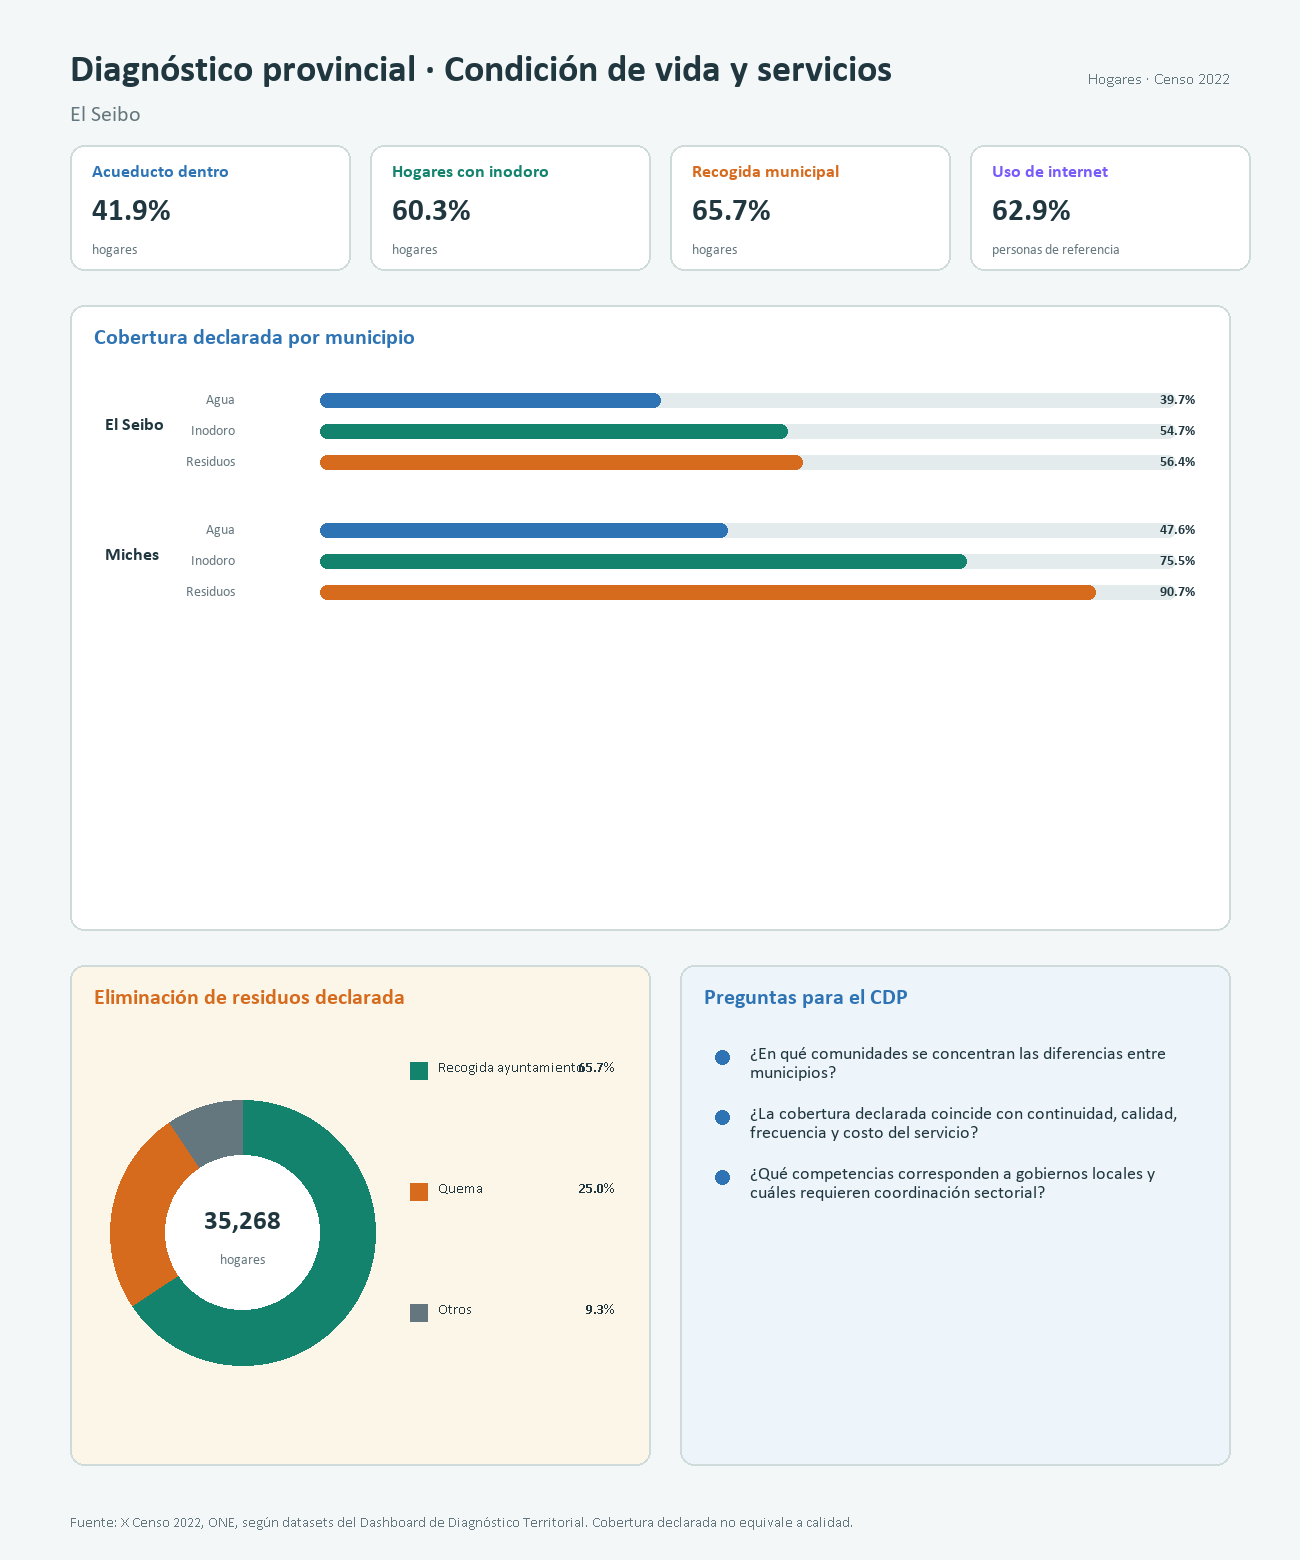 Diagnóstico provincial · Condición de vida y servicios
Hogares · Censo 2022
El Seibo
Acueducto dentro
41.9%
hogares
Hogares con inodoro
60.3%
hogares
Recogida municipal
65.7%
hogares
Uso de internet
62.9%
personas de referencia
Cobertura declarada por municipio
El Seibo
Agua
39.7%
Inodoro
54.7%
Residuos
56.4%
Miches
Agua
47.6%
Inodoro
75.5%
Residuos
90.7%
Eliminación de residuos declarada
Recogida ayuntamiento
65.7%
Quema
25.0%
Otros
9.3%
35,268
hogares
Preguntas para el CDP
¿En qué comunidades se concentran las diferencias entre
municipios?
¿La cobertura declarada coincide con continuidad, calidad,
frecuencia y costo del servicio?
¿Qué competencias corresponden a gobiernos locales y
cuáles requieren coordinación sectorial?
Fuente: X Censo 2022, ONE, según datasets del Dashboard de Diagnóstico Territorial. Cobertura declarada no equivale a calidad.